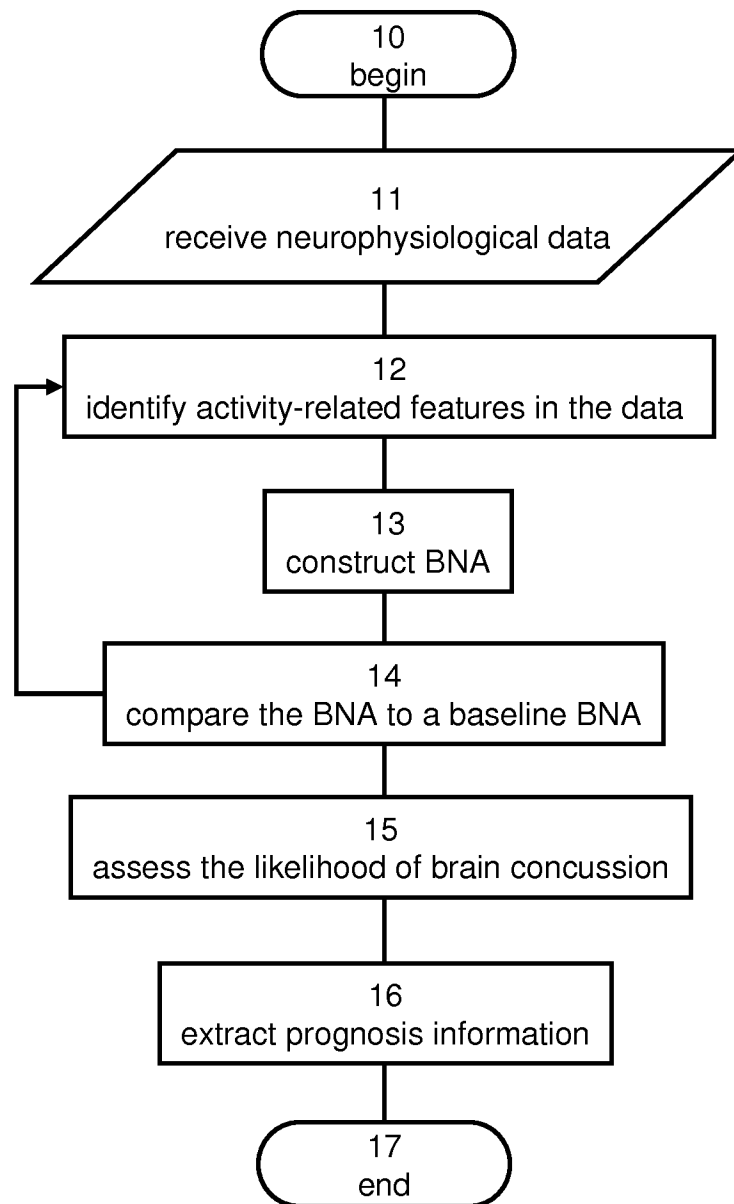 10
begin
11
receive neurophysiological data
12
identify activity-related features in the data
13
construct BNA
14
compare the BNA to a baseline BNA
15
assess the likelihood of brain concussion
16
extract prognosis information
17
end